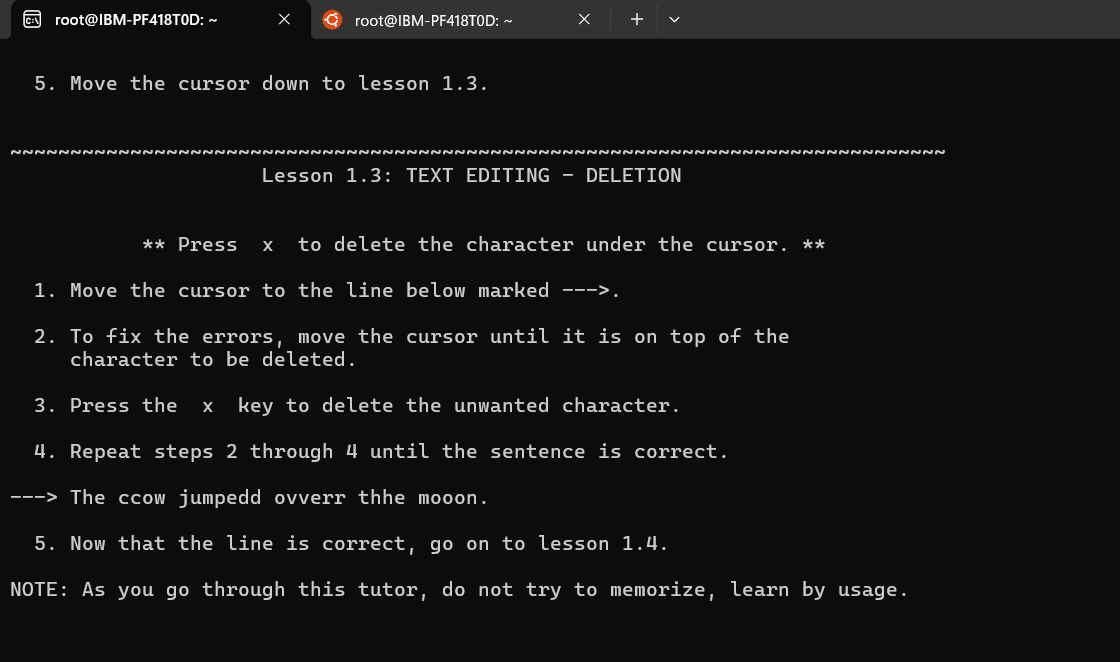 root@IBM-PF418T0D: ~
root@IBM-PF418T0D: ~
5. Move the cursor down to lesson 1.3.
~~~~~~~~~~~~~~~~~~~~~~~~~~~~~~~~~~~~~~~~~~~~~~~~~~~~~~~~~~~~~~~~~~~~~~~~~~~~~~
Lesson 1.3: TEXT EDITING - DELETION
** Press  x  to delete the character under the cursor. **
1. Move the cursor to the line below marked --->.
2. To fix the errors, move the cursor until it is on top of the
character to be deleted.
3. Press the  x  key to delete the unwanted character.
4. Repeat steps 2 through 4 until the sentence is correct.
---> The ccow jumpedd ovverr thhe mooon.
5. Now that the line is correct, go on to lesson 1.4.
NOTE: As you go through this tutor, do not try to memorize, learn by usage.